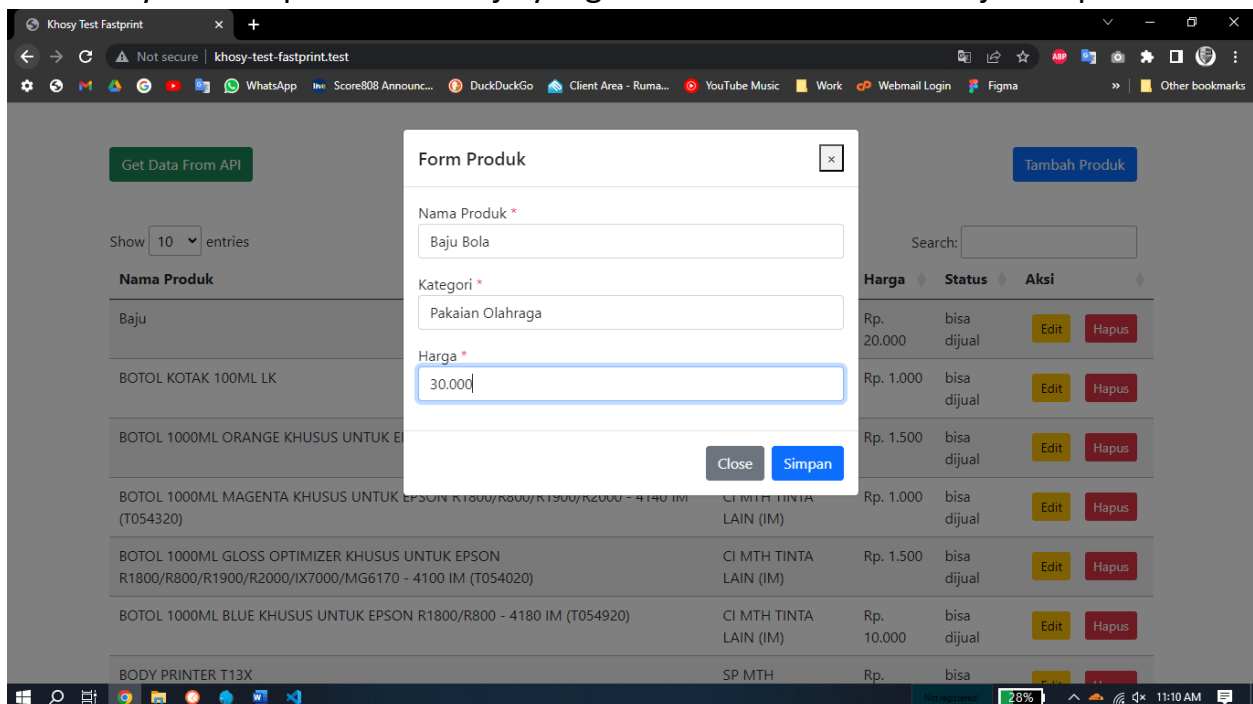 Khosy Test Fastprint
Not secure | khosy-test-fastprint.test
ABP
WhatsApp
Score808 Announc...
DuckDuckGo
Client Area - Ruma...
YouTube Music
Work
Webmail Login
Figma
»
Other bookmarks
Get Data From API
Form Produk
×
Tambah Produk
Nama Produk *
Baju Bola
Show 10 entries
Search:
Nama Produk
Harga
Status
Aksi
Kategori *
Pakaian Olahraga
Baju
Rp. 20.000
bisa dijual
Edit
Hapus
Harga *
30.000
BOTOL KOTAK 100ML LK
Rp. 1.000
bisa dijual
Edit
Hapus
BOTOL 1000ML ORANGE KHUSUS UNTUK
Rp. 1.500
bisa dijual
Edit
Hapus
Close
Simpan
BOTOL 1000ML MAGENTA KHUSUS UNTUK EPSON R1800/R800/R1900/R2000 - 4140 IM
(T054320)
CI MTH TINTA
LAIN (IM)
Rp. 1.000
bisa dijual
Edit
Hapus
BOTOL 1000ML GLOSS OPTIMIZER KHUSUS UNTUK EPSON
R1800/R800/R1900/R2000/IX7000/MG6170 - 4100 IM (T054020)
CI MTH TINTA
LAIN (IM)
Rp. 1.500
bisa dijual
Edit
Hapus
BOTOL 1000ML BLUE KHUSUS UNTUK EPSON R1800/R800 - 4180 IM (T054920)
CI MTH TINTA
LAIN (IM)
Rp. 10.000
bisa dijual
Edit
Hapus
BODY PRINTER T13X
SP MTH
Rp.
bisa
Not registered!
28%
11:10 AM